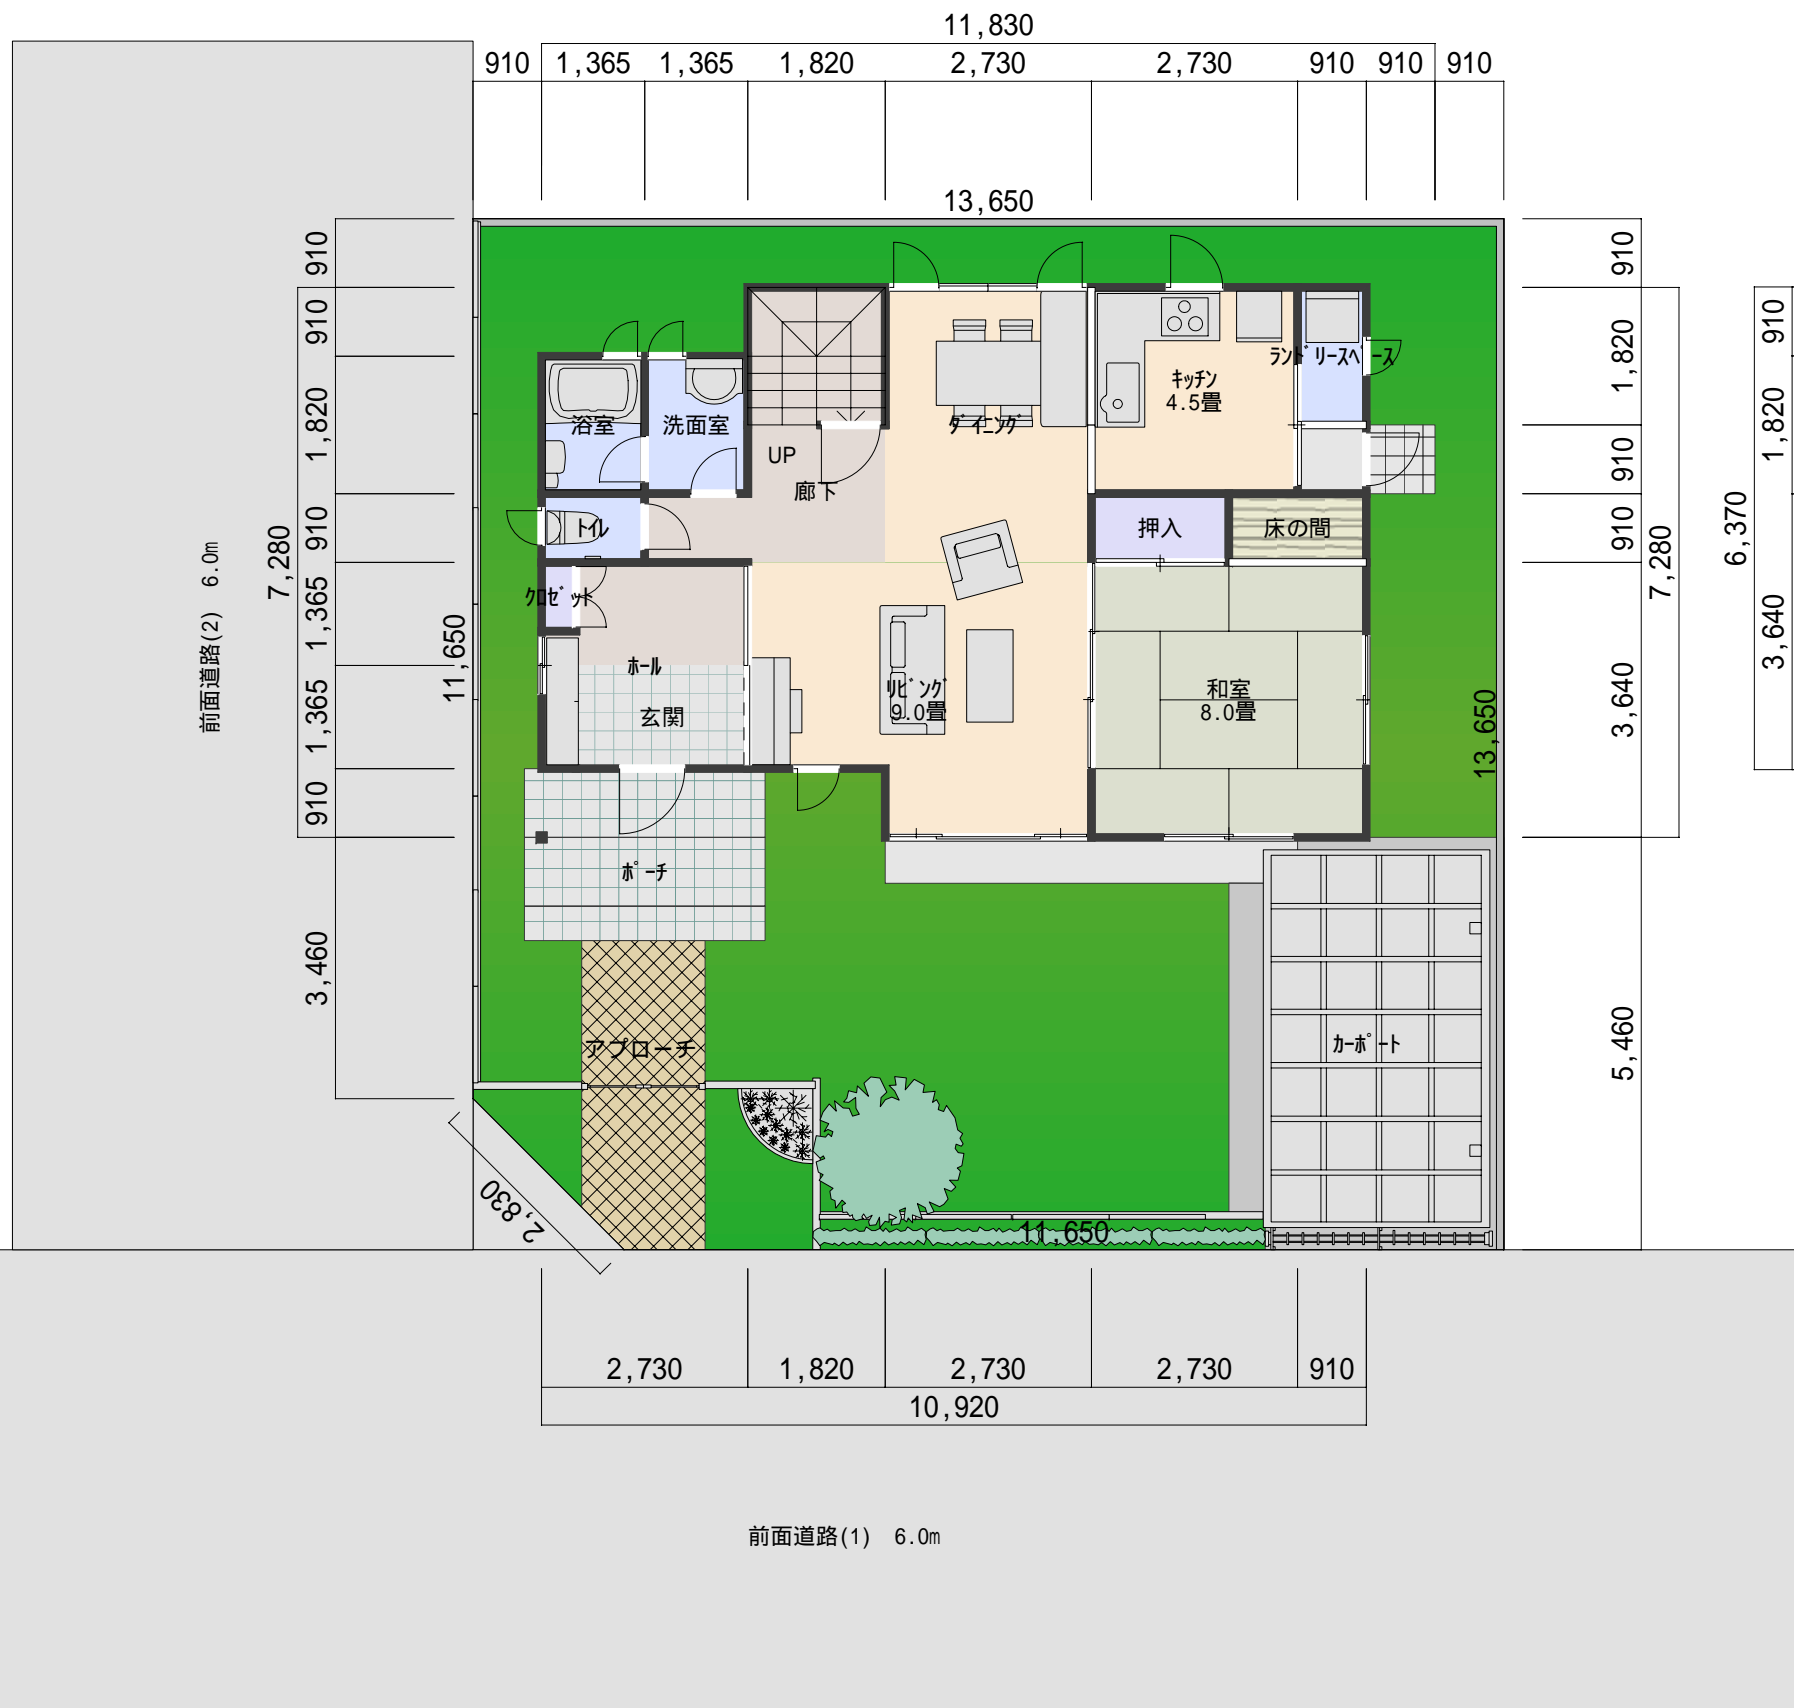 11,830
910 1,365 1,365 1,820 2,730 2,730 910 910 910
13,650
910
910
1,820
910
1,365
1,365
910
3,460
7,280
11,650
前面道路(2) 6.0m
2,830
浴室
洗面室
UP
廊下
ダイニング
キッチン
4.5畳
ランドリースペース
トイレ
押入
床の間
クロゼット
ホール
玄関
リビング
9.0畳
和室
8.0畳
ポーチ
アプローチ
カーポート
11,650
13,650
910
1,820
910
910
3,640
5,460
7,280
910
1,820
3,640
6,370
2,730 1,820 2,730 2,730 910
10,920
前面道路(1) 6.0m